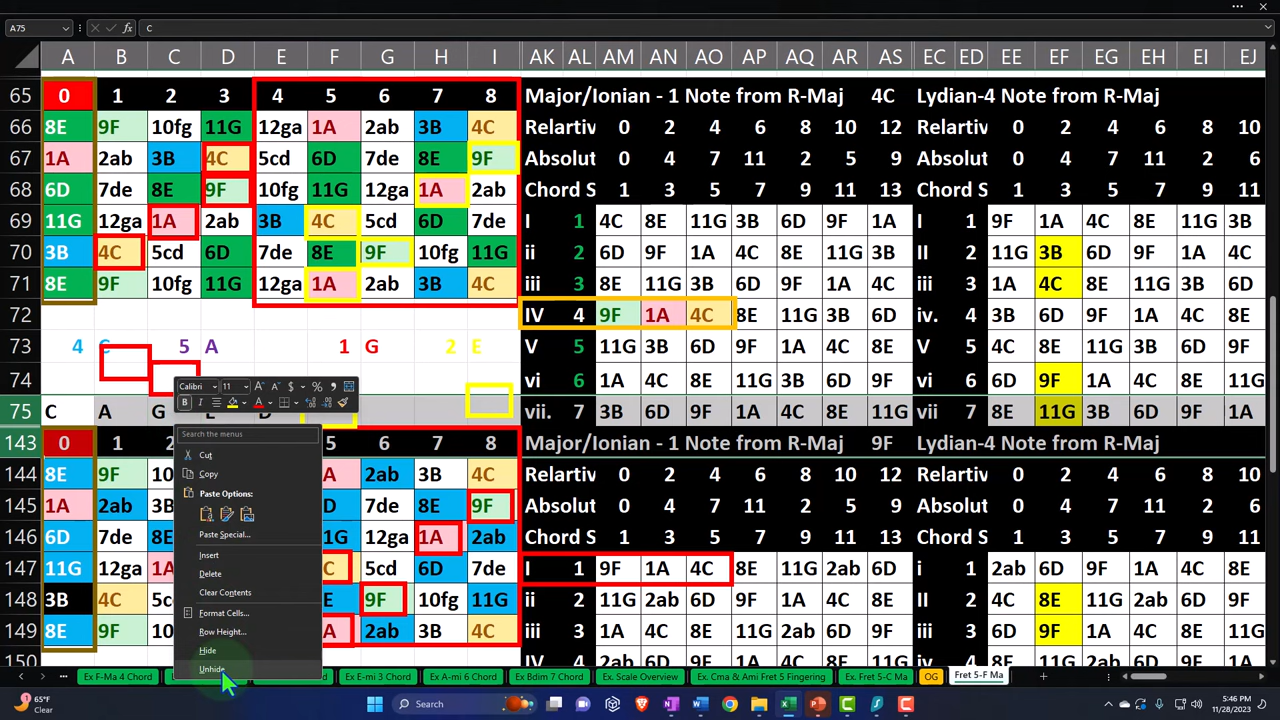 A75 fx C
A B C D E F G H I AK AL AM AN AO AP AQ AR AS EC ED EE EF EG EH EI EJ
65 0 1 2 3 4 5 6 7 8 Major/Ionian - 1 Note from R-Maj 4C Lydian-4 Note from R-Maj
66 8E 9F 10fg 11G 12ga 1A 2ab 3B 4C Relartiv 0 2 4 6 8 10 12 Relartiv 0 2 4 6 8 10
67 1A 2ab 3B 4C 5cd 6D 7de 8E 9F Absolut 0 4 7 11 2 5 9 Absolut 0 4 7 11 2 6
68 6D 7de 8E 9F 10fg 11G 12ga 1A 2ab Chord S 1 3 5 7 9 11 13 Chord S 1 3 5 7 9 11
69 11G 12ga 1A 2ab 3B 4C 5cd 6D 7de I 1 4C 8E 11G 3B 6D 9F 1A I 1 9F 1A 4C 8E 11G 3B
70 3B 4C 5cd 6D 7de 8E 9F 10fg 11G ii 2 6D 9F 1A 4C 8E 11G 3B II 2 11G 3B 6D 9F 1A 4C
71 8E 9F 10fg 11G 12ga 1A 2ab 3B 4C iii 3 8E 11G 3B 6D 9F 1A 4C iii 3 1A 4C 8E 11G 3B 6D
72 IV 4 9F 1A 4C 8E 11G 3B 6D iv. 4 3B 6D 9F 1A 4C 8E
73 4 C 5 A 1 G 2 E V 5 11G 3B 6D 9F 1A 4C 8E V 5 4C 8E 11G 3B 6D 9F
74 vi 6 1A 4C 8E 11G 3B 6D 9F vi 6 6D 9F 1A 4C 8E 11G
Calibri 11 A A $ % ,
B I A
75 C A G vii. 7 3B 6D 9F 1A 4C 8E 11G vii 7 8E 11G 3B 6D 9F 1A
143 0 1 2 5 6 7 8 Major/Ionian - 1 Note from R-Maj 9F Lydian-4 Note from R-Maj
Search the menus
144 8E 9F 10 A 2ab 3B 4C Relartiv 0 2 4 6 8 10 12 Relartiv 0 2 4 6 8 10
145 1A 2ab 3B D 7de 8E 9F Absolut 0 4 7 11 2 5 9 Absolut 0 4 7 11 2 6
146 6D 7de 8E 1G 12ga 1A 2ab Chord S 1 3 5 7 9 11 13 Chord S 1 3 5 7 9 11
147 11G 12ga 1A C 5cd 6D 7de I 1 9F 1A 4C 8E 11G 2ab 6D i 1 2ab 6D 9F 1A 4C 8E
148 3B 4C 5c E 9F 10fg 11G ii 2 11G 2ab 6D 9F 1A 4C 8E II 2 4C 8E 11G 2ab 6D 9F
149 8E 9F 10 A 2ab 3B 4C iii 3 1A 4C 8E 11G 2ab 6D 9F iii 3 6D 9F 1A 4C 8E 11G
Cut
Copy
Paste Options:
Paste Special...
Insert
Delete
Clear Contents
Format Cells...
Row Height...
Hide
Unhide
Ex F-Ma 4 Chord Ex E-mi 3 Chord Ex A-mi 6 Chord Ex Bdim 7 Chord Ex. Scale Overview Ex. Cma & Ami Fret 5 Fingering Ex. Fret 5-C Ma OG Fret 5-F Ma
65°F
Clear
Search
5:46 PM
11/28/2023